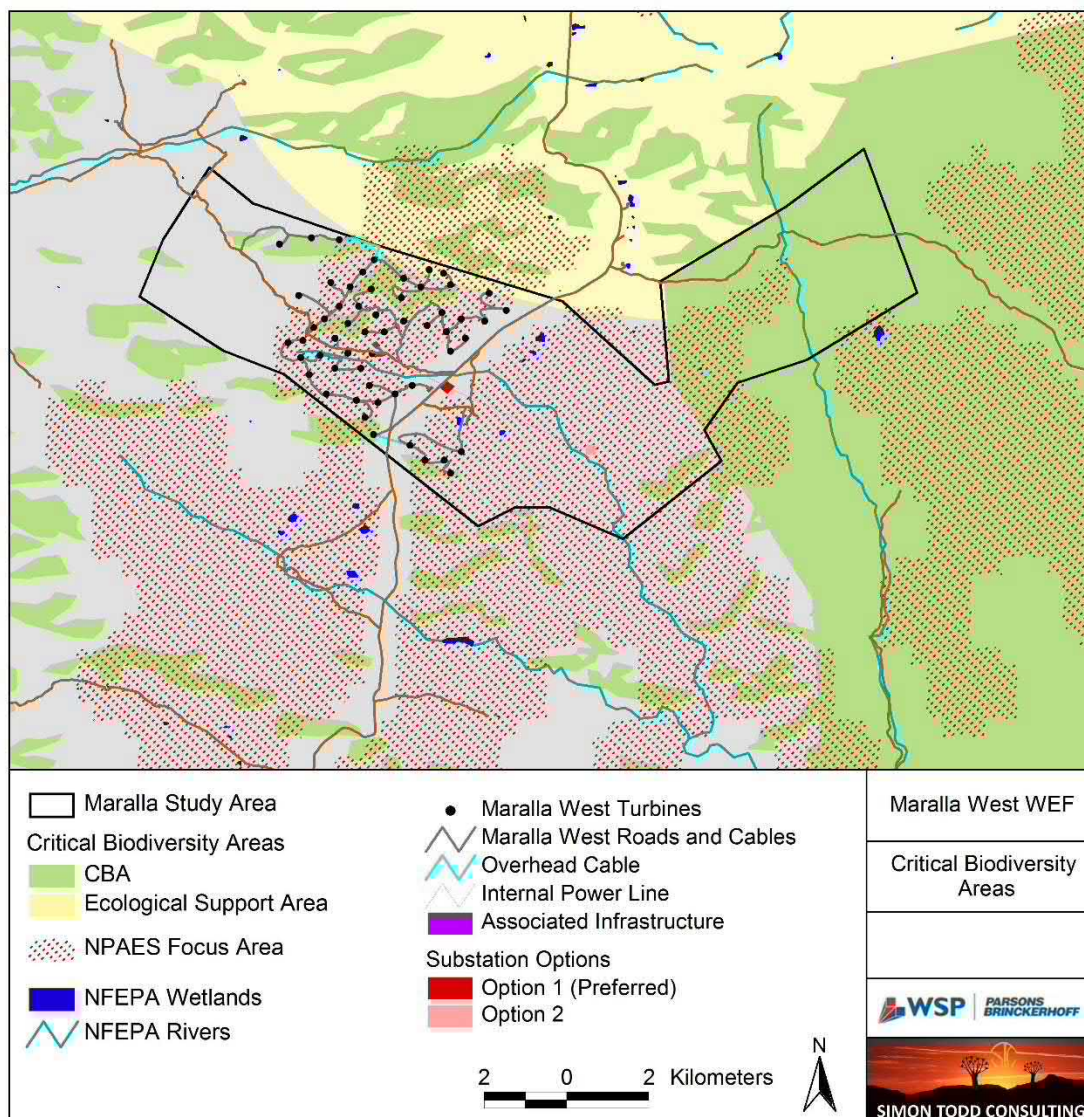 Maralla Study Area
Critical Biodiversity Areas
CBA
Ecological Support Area
NPAES Focus Area
NFEPA Wetlands
NFEPA Rivers
Maralla West Turbines
Maralla West Roads and Cables
Overhead Cable
Internal Power Line
Associated Infrastructure
Substation Options
Option 1 (Preferred)
Option 2
2 0 2 Kilometers
N
Maralla West WEF
Critical Biodiversity
Areas
WSP PARSONS
BRINCKERHOFF
SIMON TODD CONSULTING